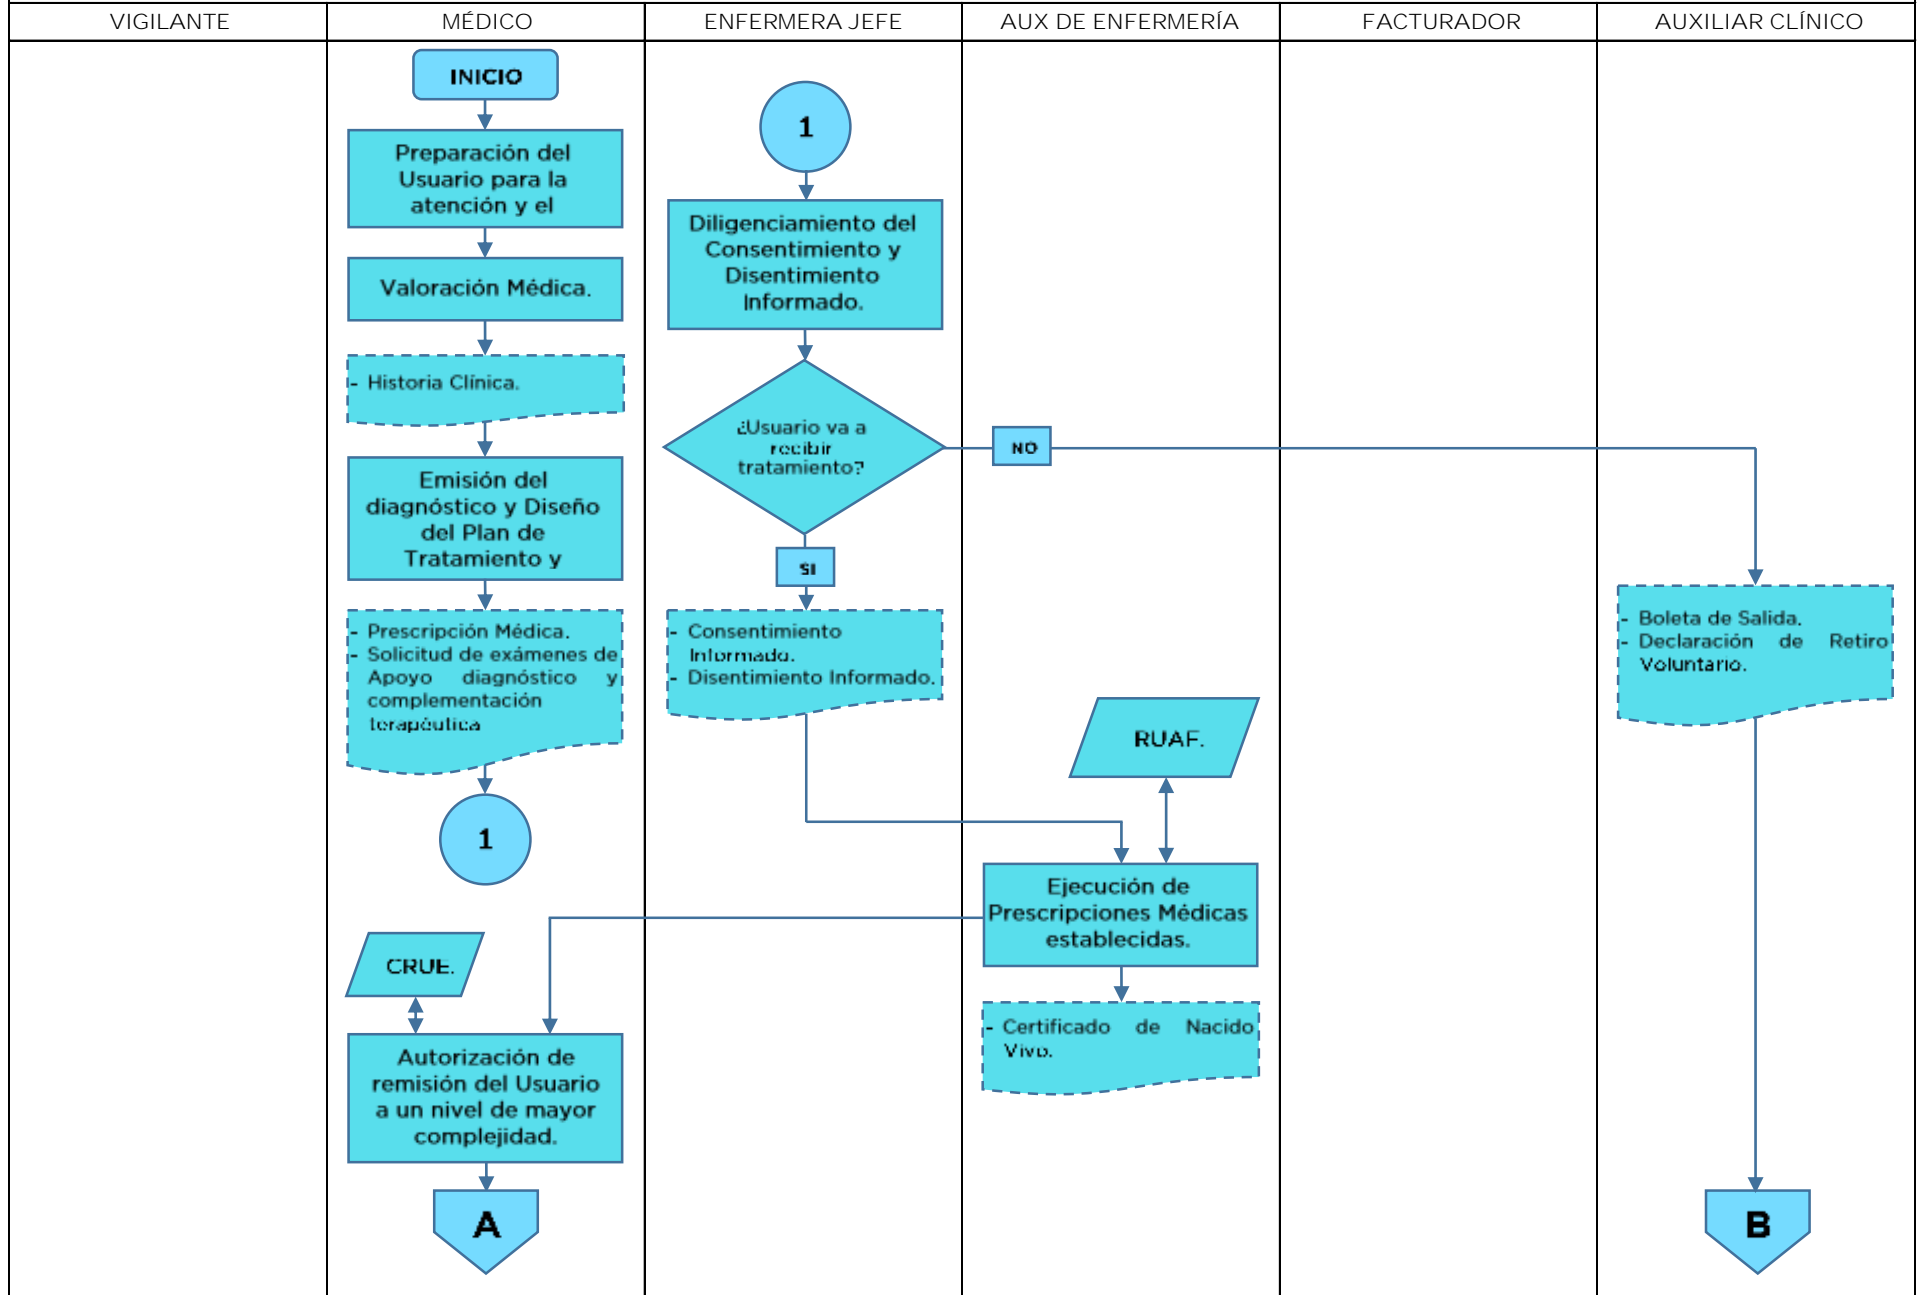 VIGILANTE
MÉDICO
ENFERMERA JEFE
AUX DE ENFERMERÍA
FACTURADOR
AUXILIAR CLÍNICO
INICIO
Preparación del
Usuario para la
atención y el
Valoración Médica.
- Historia Clínica.
Emisión del
diagnóstico y Diseño
del Plan de
Tratamiento y
- Prescripción Médica.
- Solicitud de exámenes de
Apoyo diagnóstico y
complementación
terapéutica
1
CRUE.
Autorización de
remisión del Usuario
a un nivel de mayor
complejidad.
A
1
Diligenciamiento del
Consentimiento y
Disentimiento
Informado.
¿Usuario va a
recibir
tratamiento?
NO
SI
- Consentimiento
Informado.
- Disentimiento Informado.
RUAF.
Ejecución de
Prescripciones Médicas
establecidas.
- Certificado de Nacido
Vivo.
- Boleta de Salida.
- Declaración de Retiro
Voluntario.
B